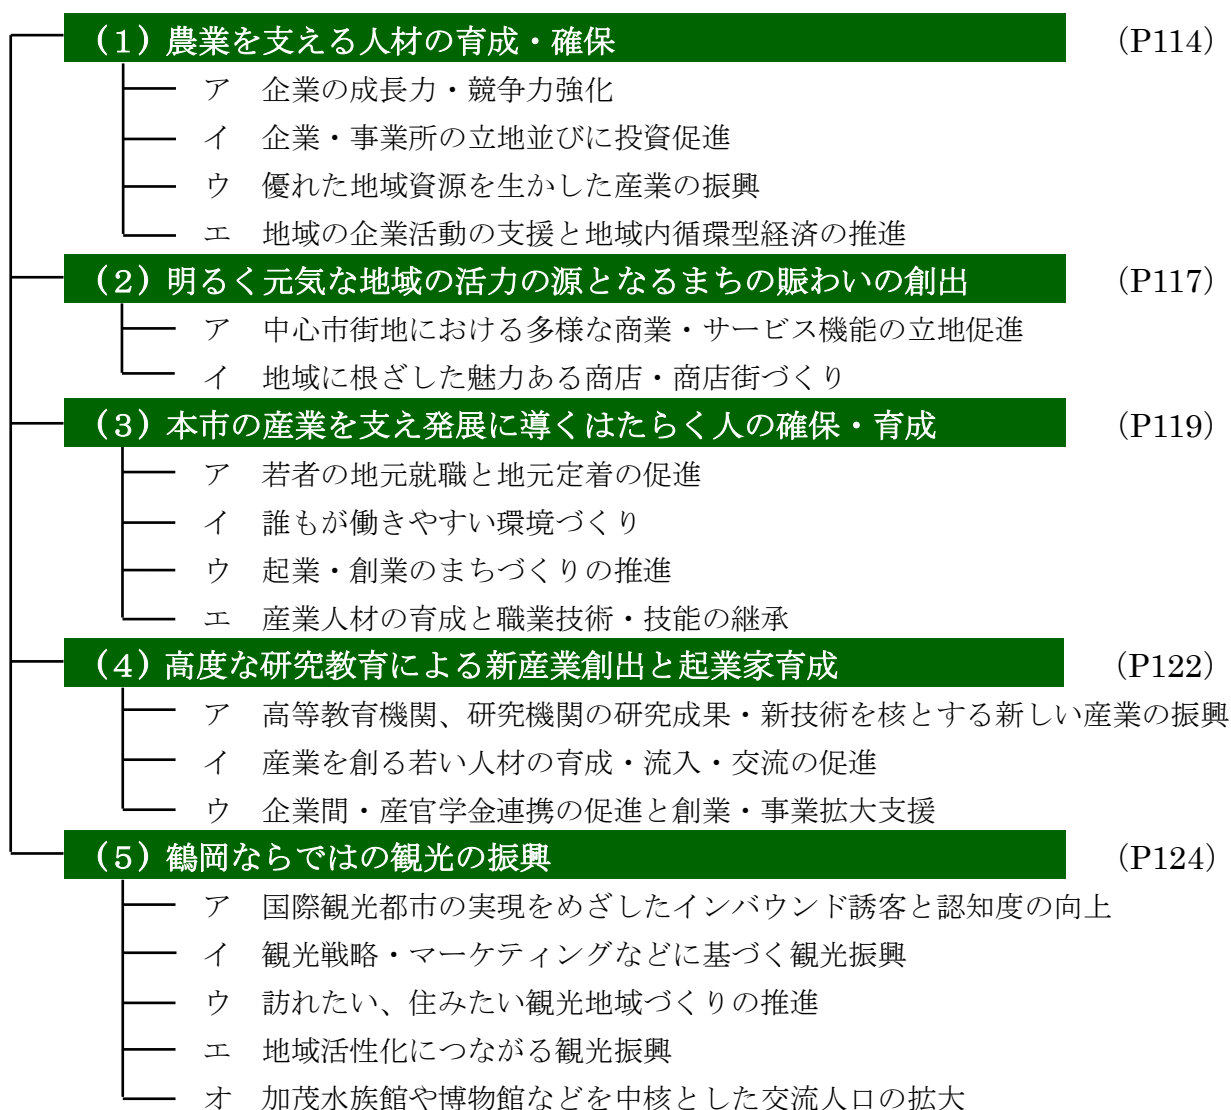 (1) 農業を支える人材の育成・確保 (P114)
ア 企業の成長力・競争力強化
イ 企業・事業所の立地並びに投資促進
ウ 優れた地域資源を生かした産業の振興
エ 地域の企業活動の支援と地域内循環型経済の推進
(2) 明るく元気な地域の活力の源となるまちの賑わいの創出 (P117)
ア 中心市街地における多様な商業・サービス機能の立地促進
イ 地域に根ざした魅力ある商店・商店街づくり
(3) 本市の産業を支え発展に導くはたらく人の確保・育成 (P119)
ア 若者の地元就職と地元定着の促進
イ 誰もが働きやすい環境づくり
ウ 起業・創業のまちづくりの推進
エ 産業人材の育成と職業技術・技能の継承
(4) 高度な研究教育による新産業創出と起業家育成 (P122)
ア 高等教育機関、研究機関の研究成果・新技術を核とする新しい産業の振興
イ 産業を創る若い人材の育成・流入・交流の促進
ウ 企業間・産官学金連携の促進と創業・事業拡大支援
(5) 鶴岡ならではの観光の振興 (P124)
ア 国際観光都市の実現をめざしたインバウンド誘客と認知度の向上
イ 観光戦略・マーケティングなどに基づく観光振興
ウ 訪れたい、住みたい観光地域づくりの推進
エ 地域活性化につながる観光振興
オ 加茂水族館や博物館などを中核とした交流人口の拡大